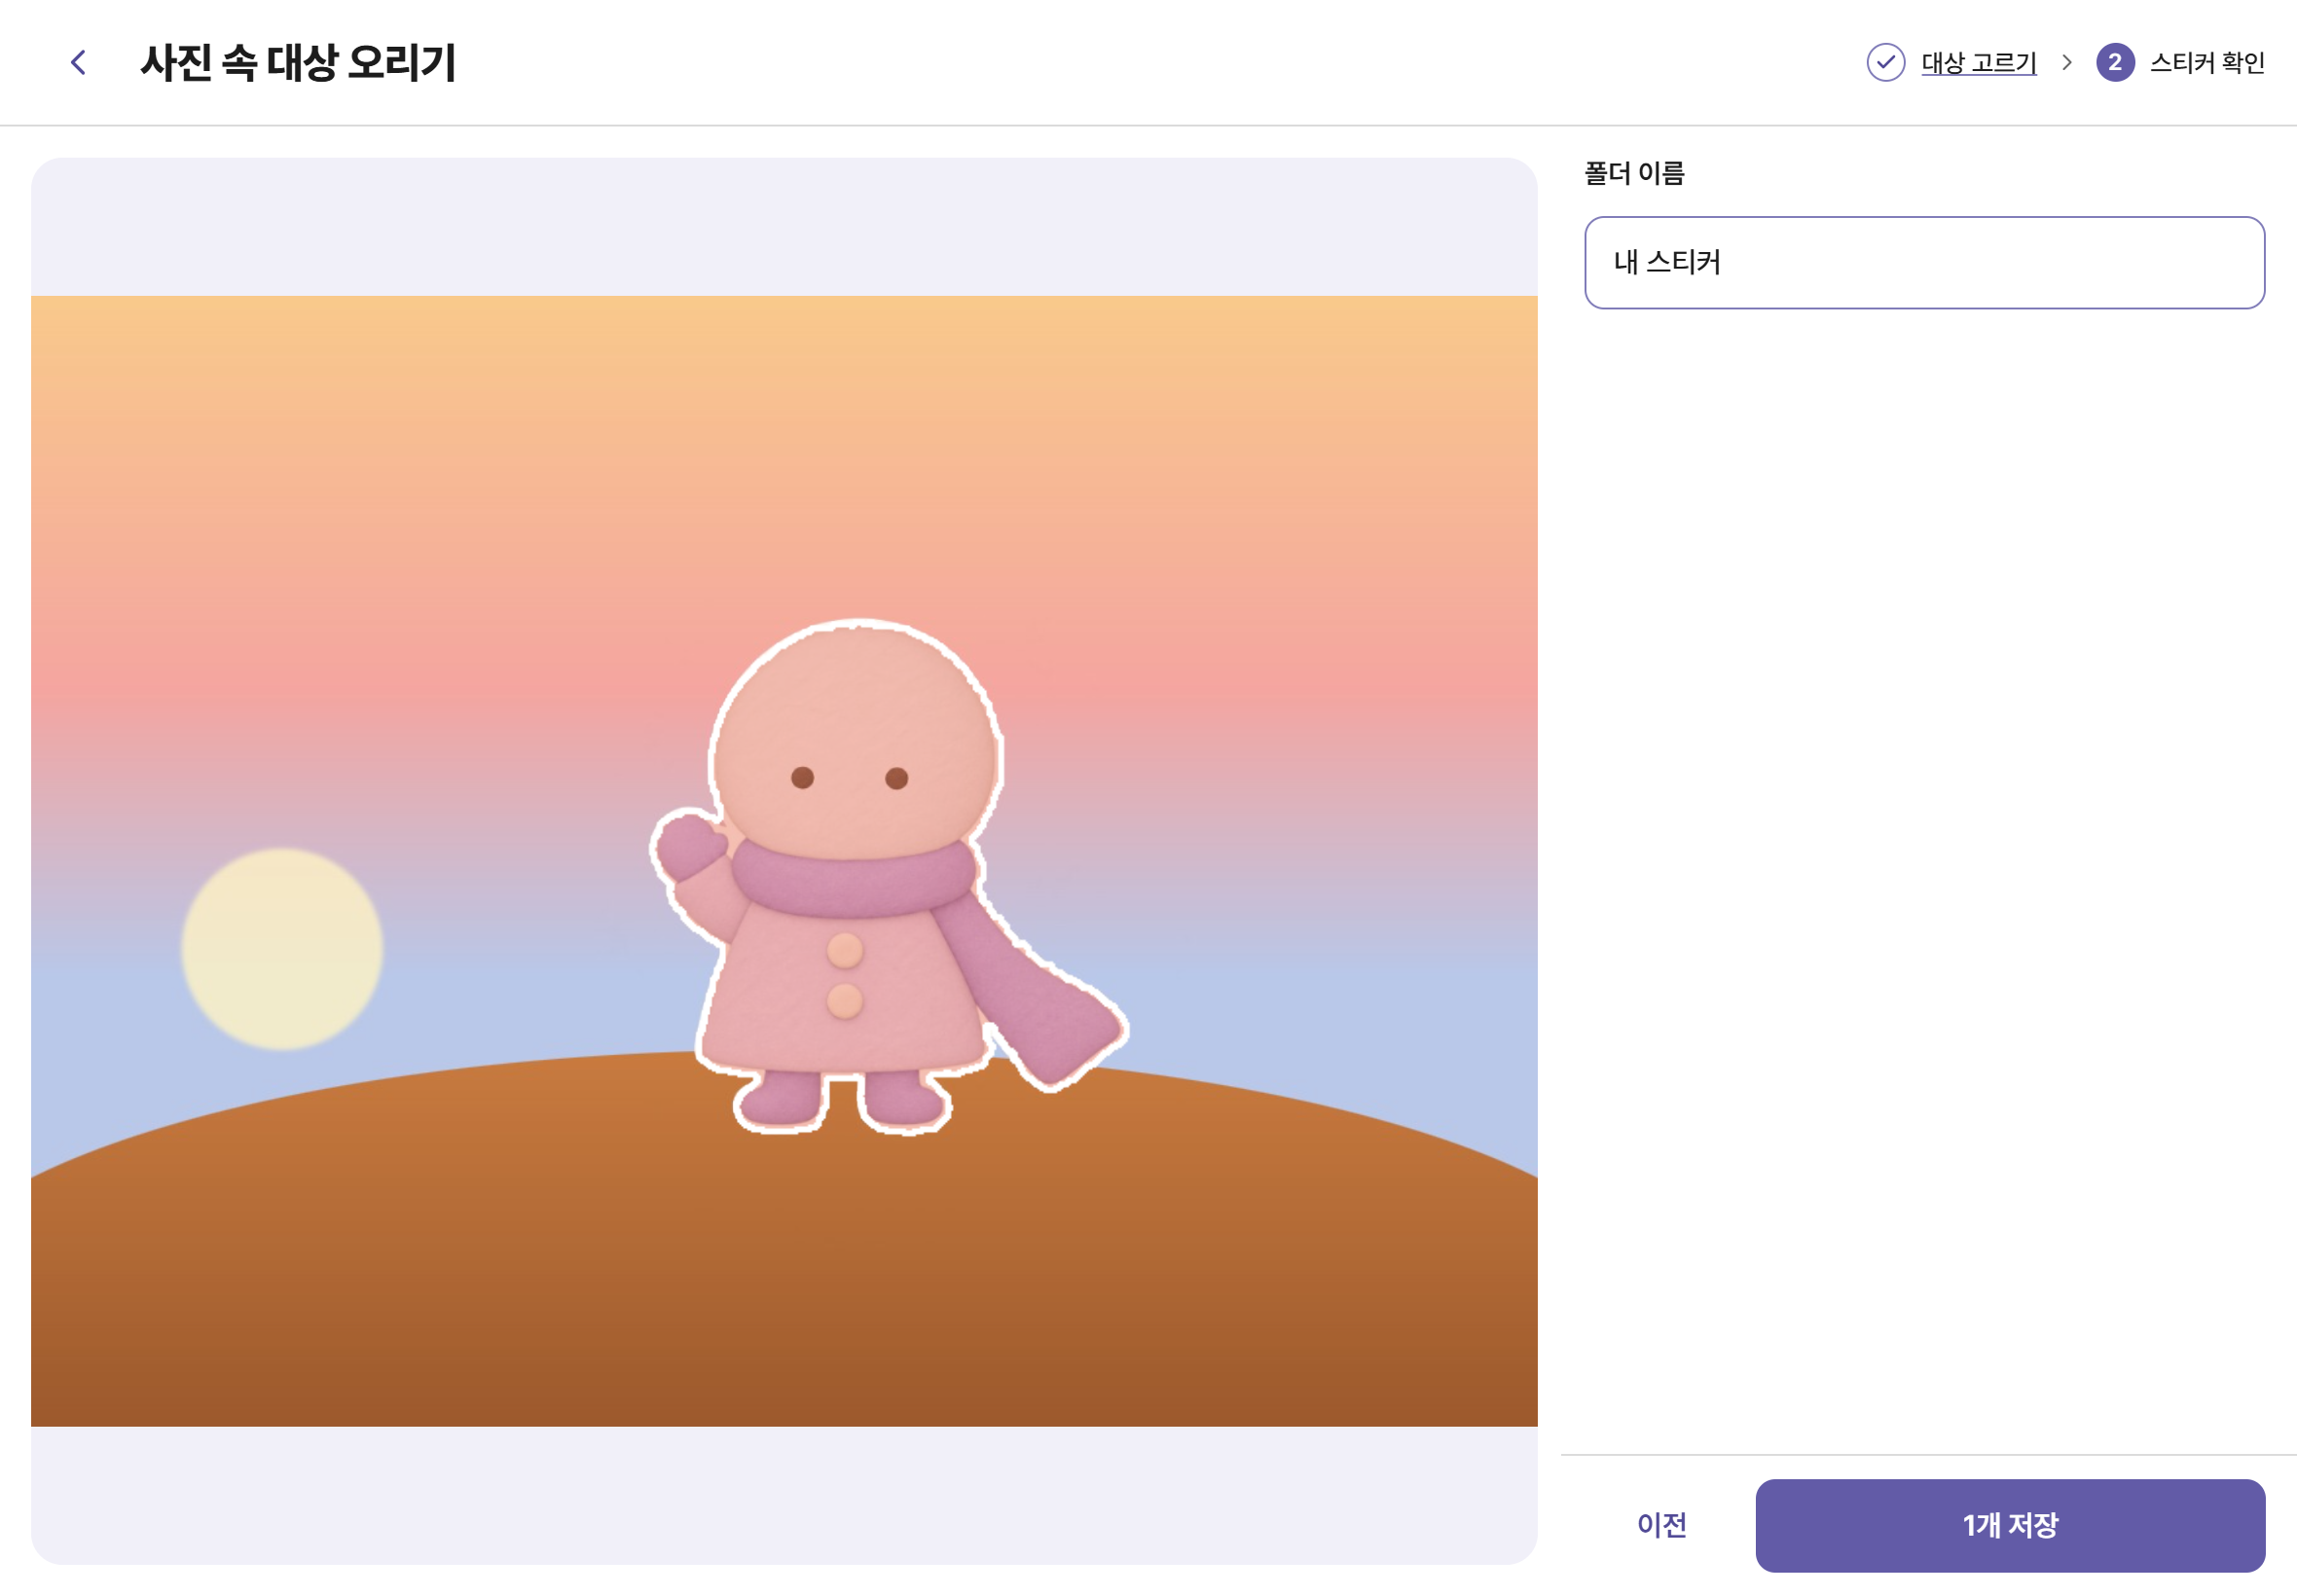 사진 속 대상 오리기
대상 고르기
2
스티커 확인
폴더 이름
내 스티커
이전
1개 저장